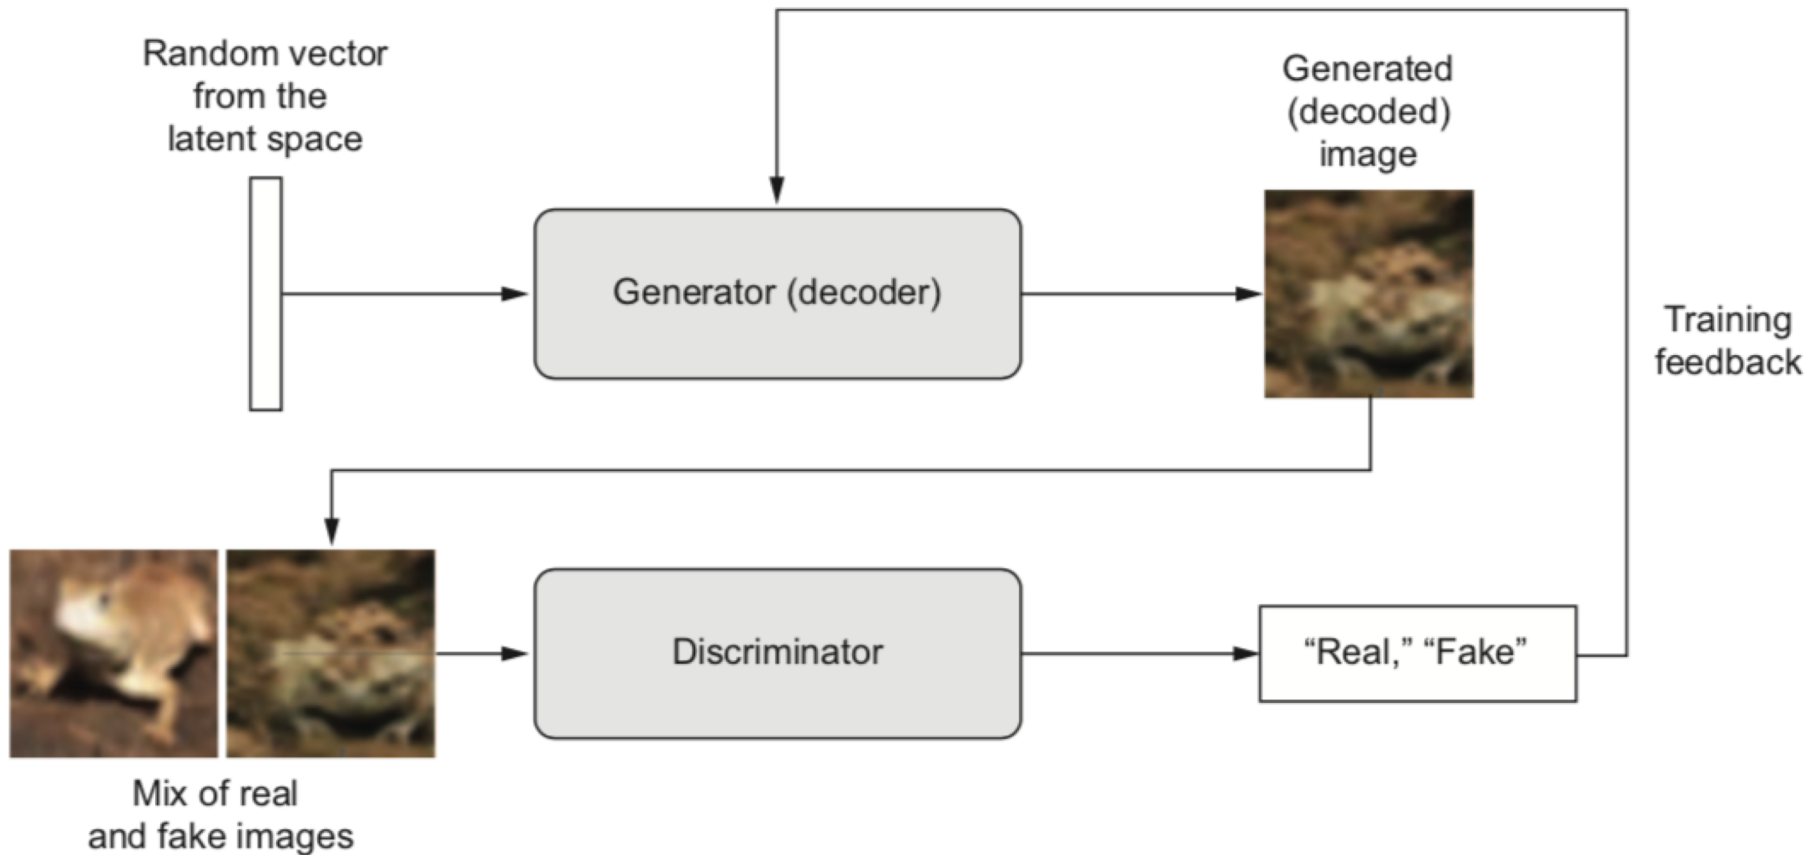 Random vector
from the
latent space
Generator (decoder)
Generated
(decoded)
image
Training
feedback
Mix of real
and fake images
Discriminator
“Real,” “Fake”